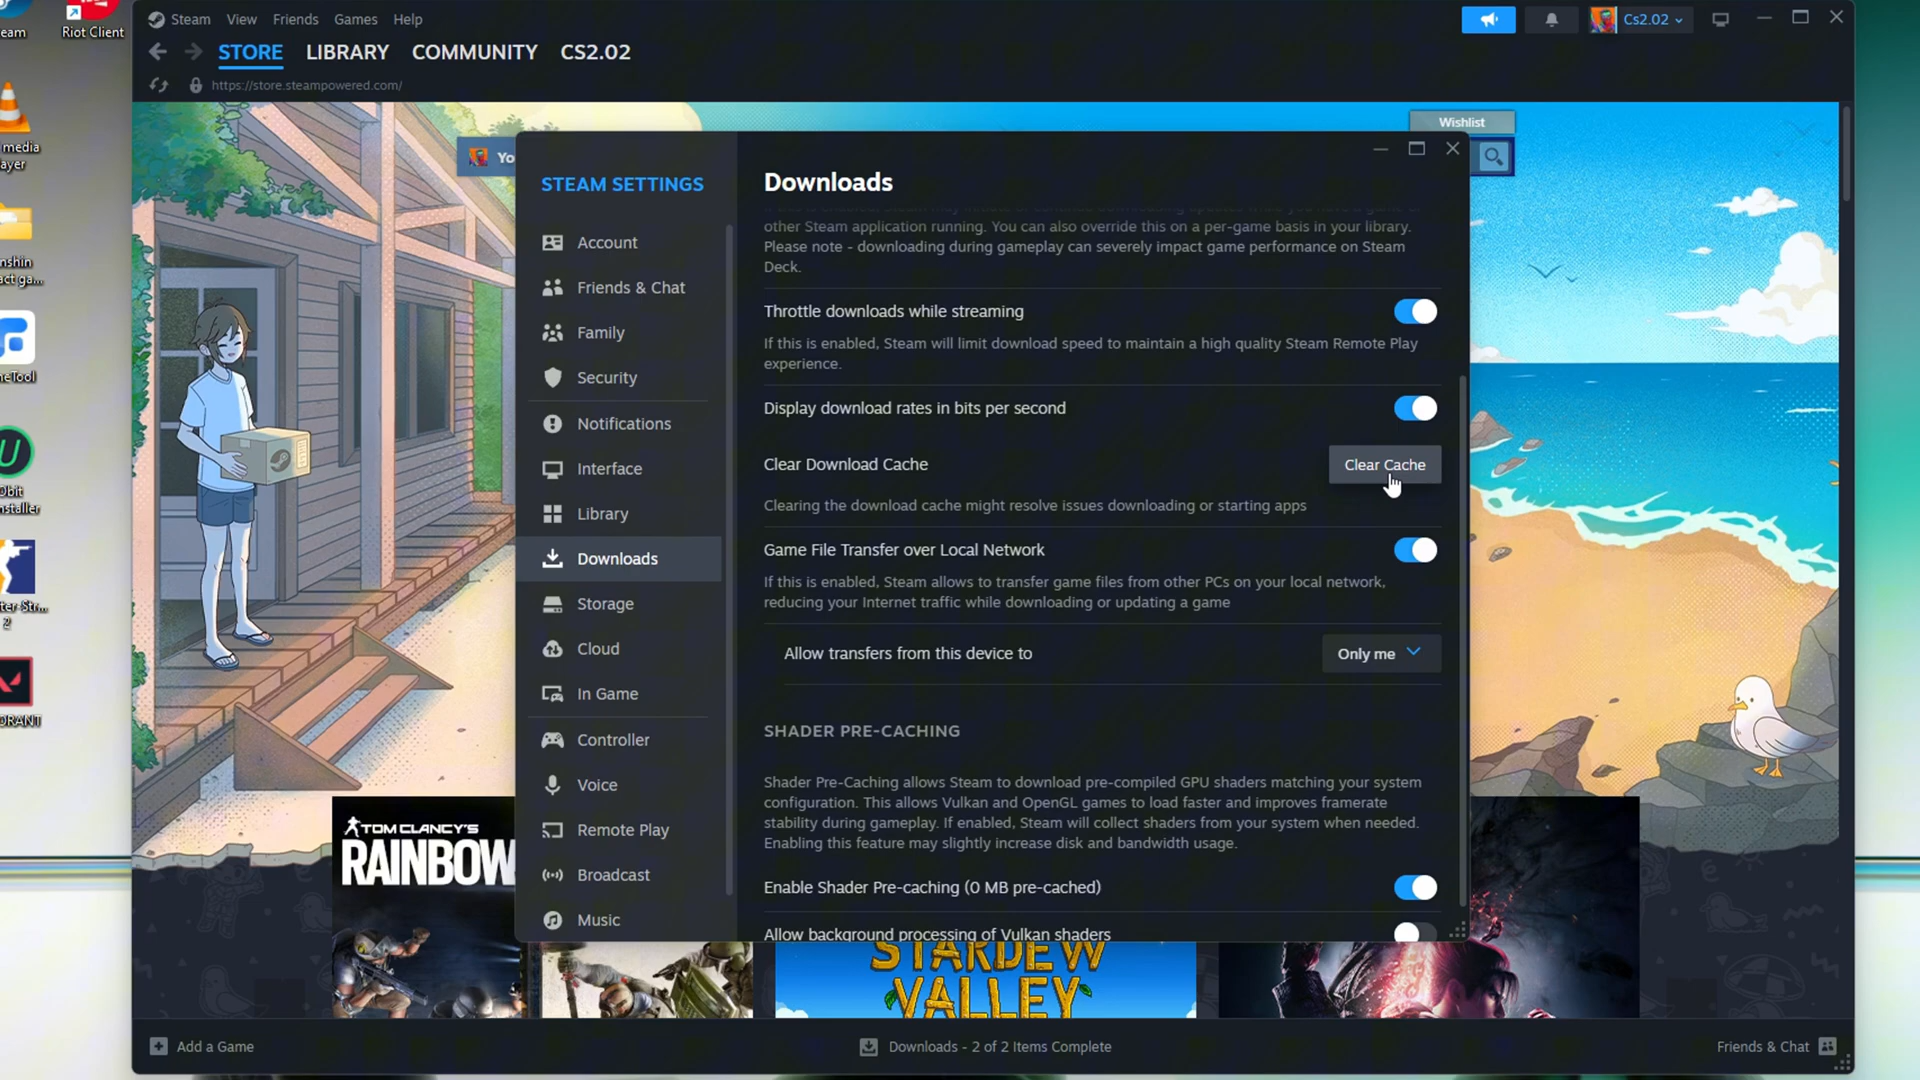 Riot Client
Steam View Friends Games Help
Cs2.02
STORE LIBRARY COMMUNITY CS2.02
https://store.steampowered.com/
Wishlist
STEAM SETTINGS
Account
Friends & Chat
Family
Security
Notifications
Interface
Library
Downloads
Storage
Cloud
In Game
Controller
Voice
Remote Play
Broadcast
Music
Downloads
other Steam application running. You can also override this on a per-game basis in your library.
Please note - downloading during gameplay can severely impact game performance on Steam
Deck.
Throttle downloads while streaming
If this is enabled, Steam will limit download speed to maintain a high quality Steam Remote Play
experience.
Display download rates in bits per second
Clear Download Cache
Clear Cache
Clearing the download cache might resolve issues downloading or starting apps
Game File Transfer over Local Network
If this is enabled, Steam allows to transfer game files from other PCs on your local network,
reducing your Internet traffic while downloading or updating a game
Allow transfers from this device to
Only me
SHADER PRE-CACHING
Shader Pre-Caching allows Steam to download pre-compiled GPU shaders matching your system
configuration. This allows Vulkan and OpenGL games to load faster and improves framerate
stability during gameplay. If enabled, Steam will collect shaders from your system when needed.
Enabling this feature may slightly increase disk and bandwidth usage.
Enable Shader Pre-caching (0 MB pre-cached)
Allow background processing of Vulkan shaders
TOM CLANCY'S
RAINBOW
STARDEW
VALLEY
Add a Game
Downloads - 2 of 2 Items Complete
Friends & Chat